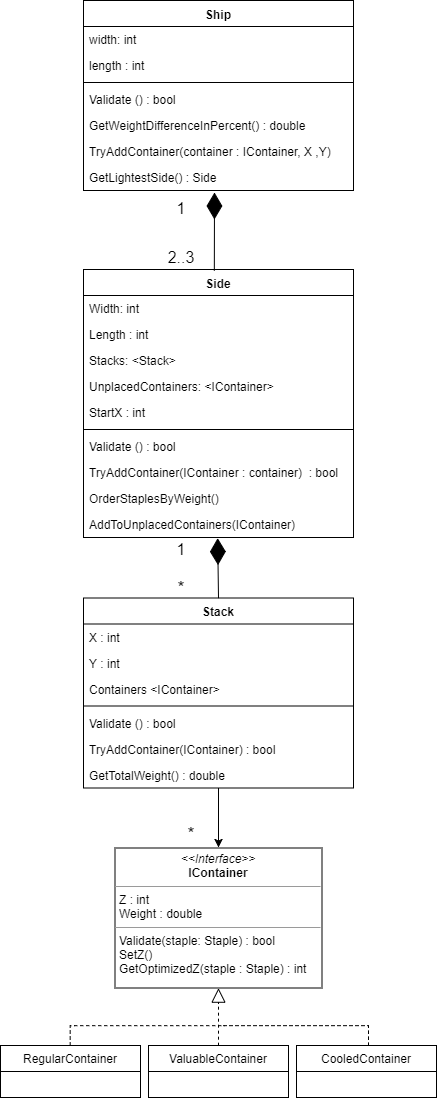 Ship
width: int
length : int
Validate () : bool
GetWeightDifferenceInPercent() : double
TryAddContainer(container : IContainer, X ,Y)
GetLightestSide() : Side
1
2..3
Side
Width: int
Length : int
Stacks: <Stack>
UnplacedContainers: <IContainer>
StartX : int
Validate () : bool
TryAddContainer(IContainer : container) : bool
OrderStaplesByWeight()
AddToUnplacedContainers(IContainer)
1
*
Stack
X : int
Y : int
Containers <IContainer>
Validate () : bool
TryAddContainer(IContainer) : bool
GetTotalWeight() : double
*
<<Interface>>
IContainer
Z : int
Weight : double
Validate(staple: Staple) : bool
SetZ()
GetOptimizedZ(staple : Staple) : int
RegularContainer
ValuableContainer
CooledContainer